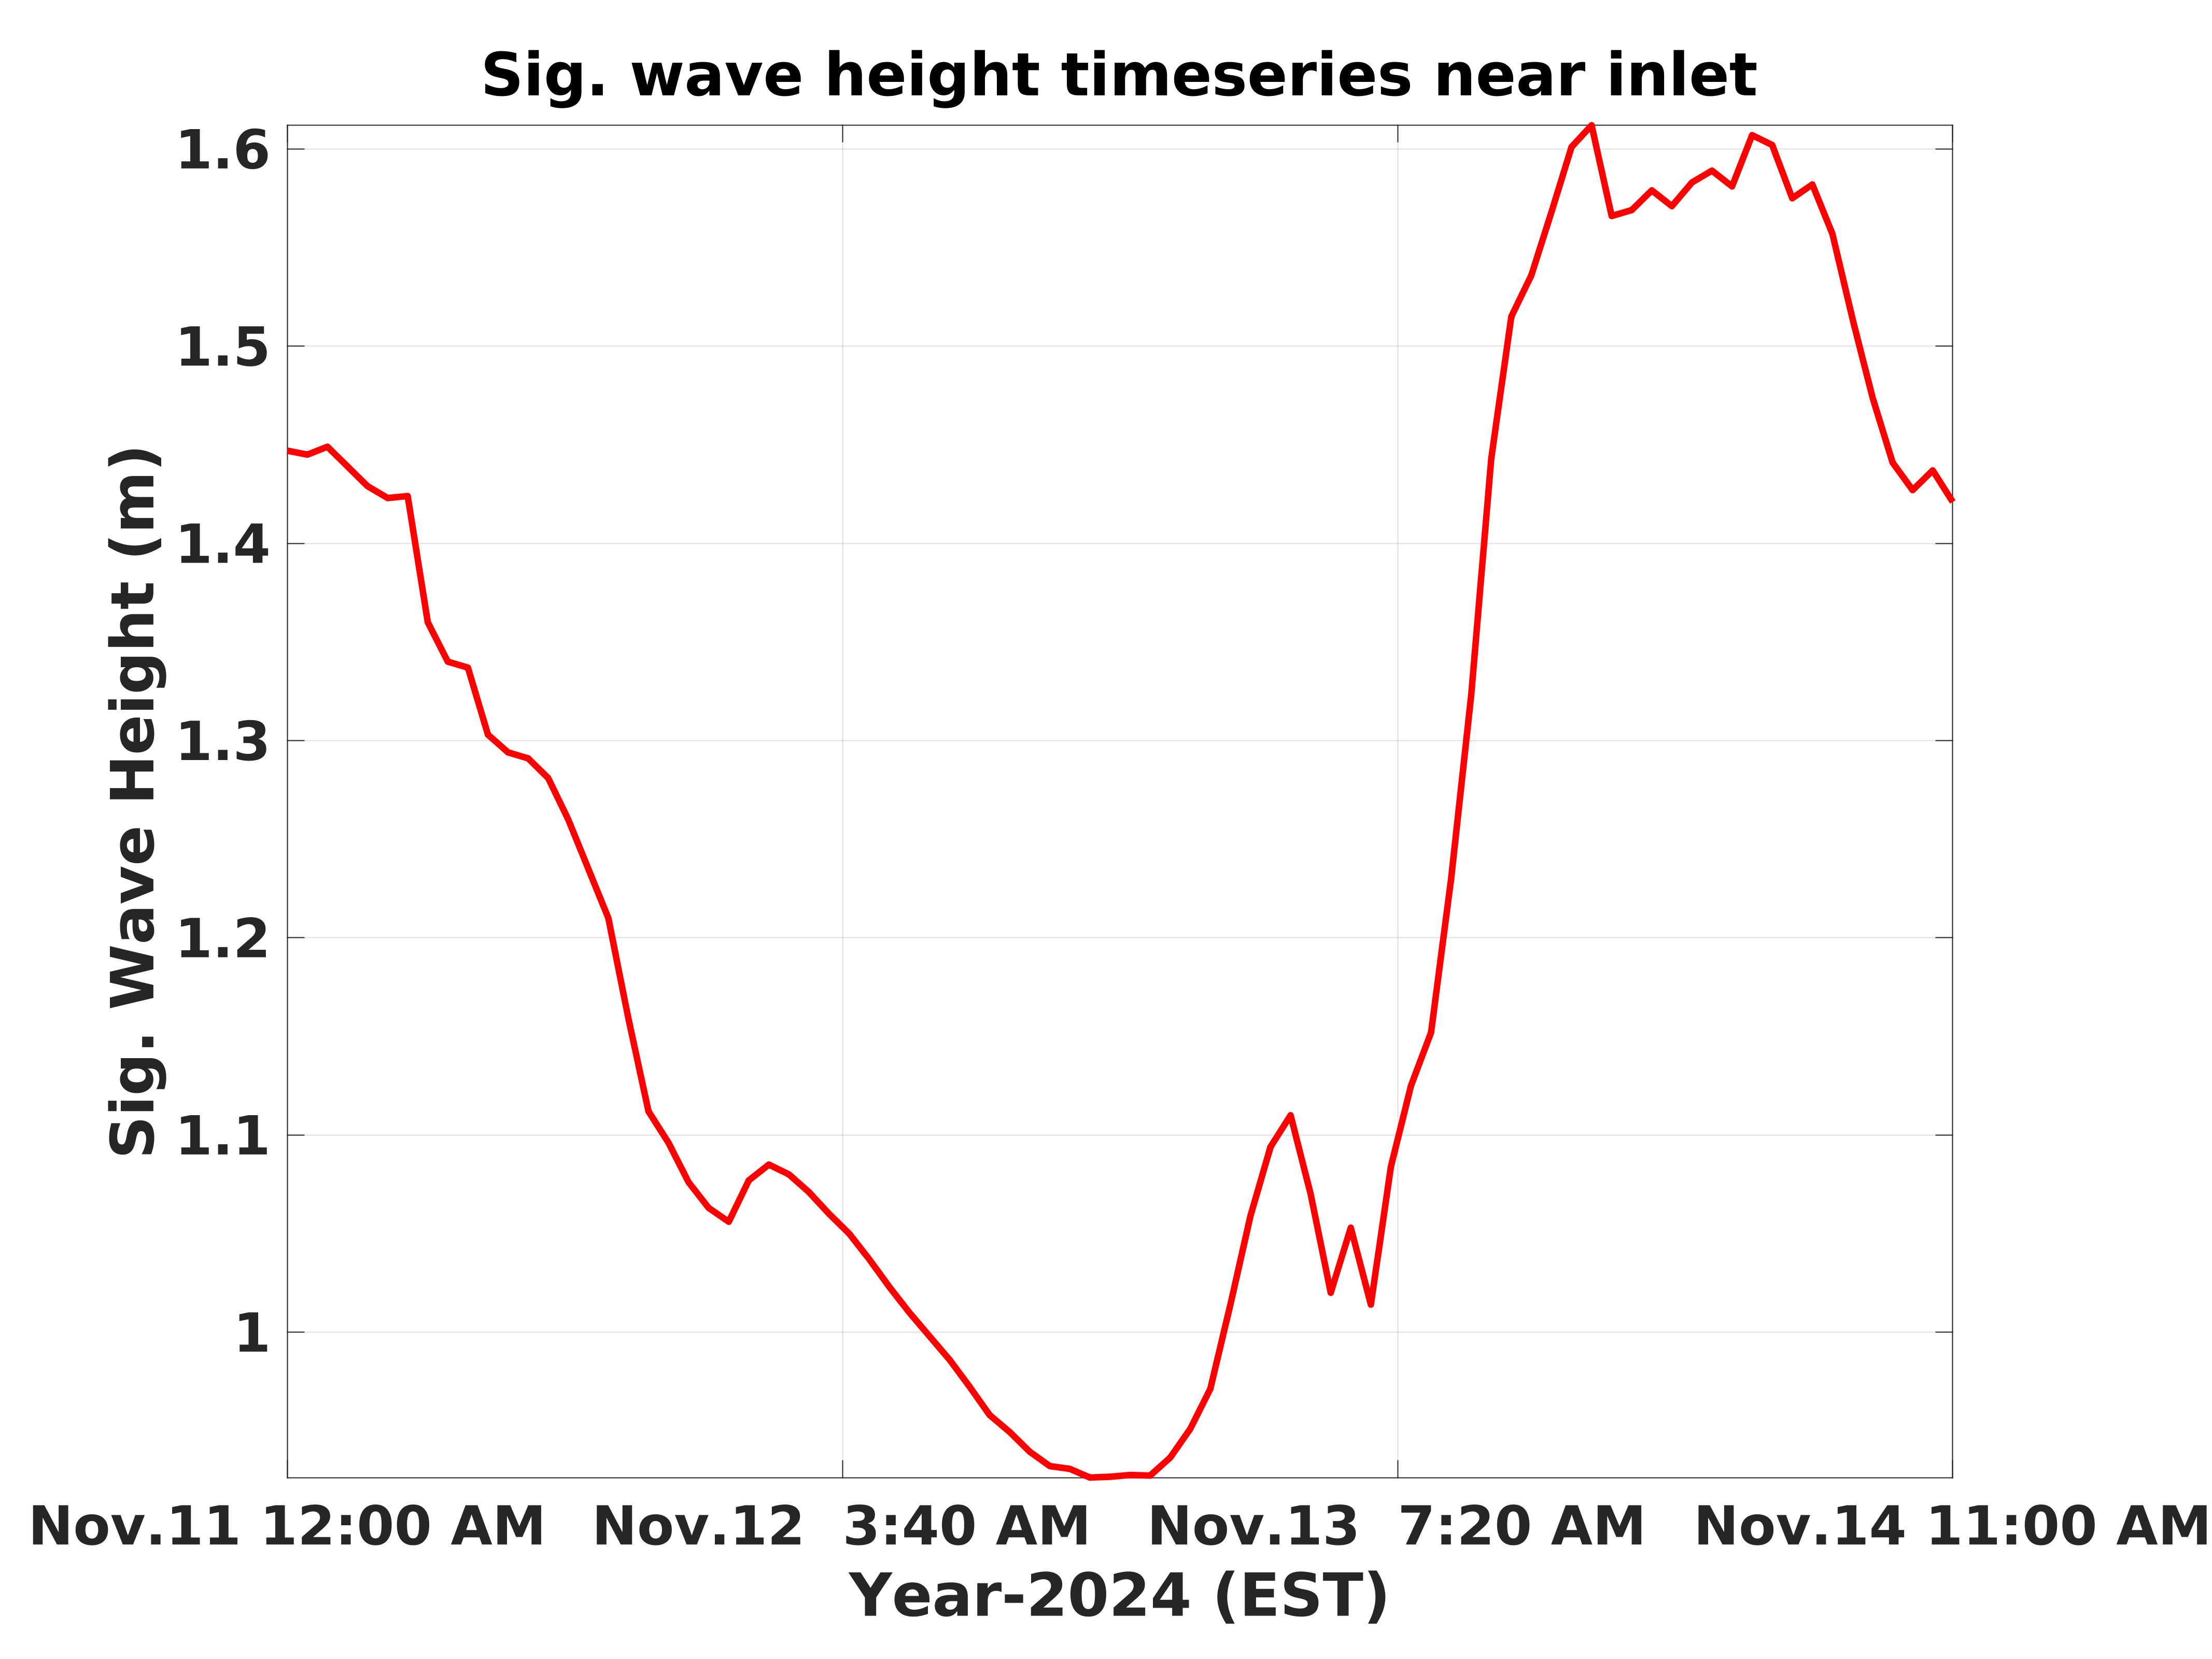 Sig. wave height timeseries near inlet
1.6
1.5
1.4
1.3
1.2
1.1
1
Sig. Wave Height (m)
Nov.11 12:00 AM Nov.12 3:40 AM Nov.13 7:20 AM Nov.14 11:00 AM
Year-2024 (EST)